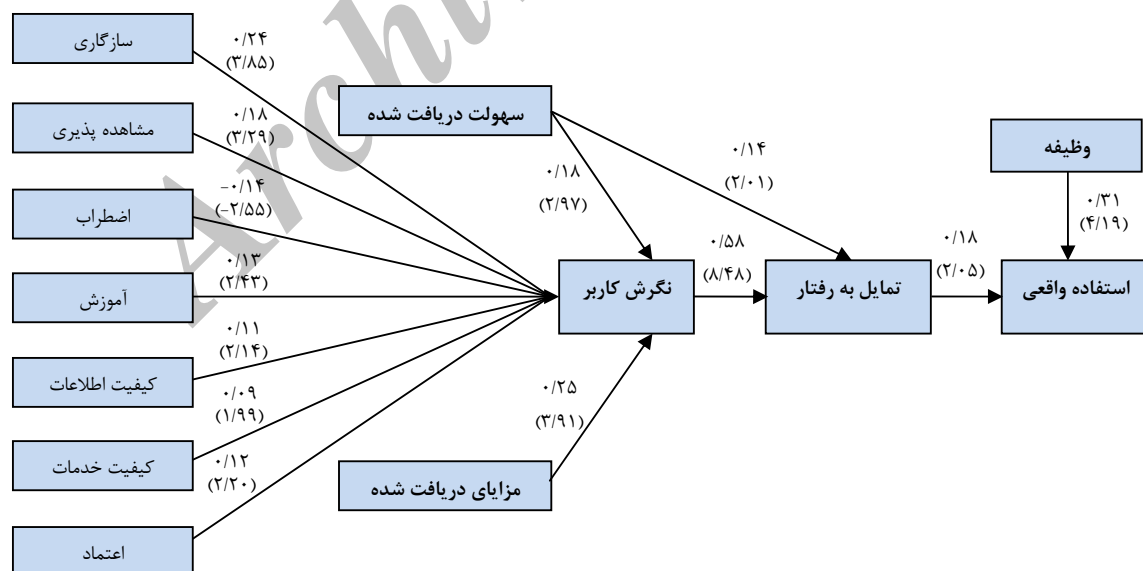 سازگاری
۰/۲۴
(۳/۸۵)
مشاهده پذیری
۰/۱۸
(۳/۲۹)
اضطراب
-۰/۱۴
(-۲/۵۵)
آموزش
۰/۱۳
(۲/۴۳)
کیفیت اطلاعات
۰/۱۱
(۲/۱۴)
کیفیت خدمات
۰/۰۹
(۱/۹۹)
اعتماد
۰/۱۲
(۲/۲۰)
سهولت دریافت شده
۰/۱۸
(۲/۹۷)
۰/۱۴
(۲/۰۱)
نگرش کاربر
۰/۵۸
(۸/۴۸)
مزایای دریافت شده
۰/۲۵
(۳/۹۱)
تمایل به رفتار
۰/۱۸
(۲/۰۵)
وظیفه
۰/۳۱
(۴/۱۹)
استفاده واقعی
Archi